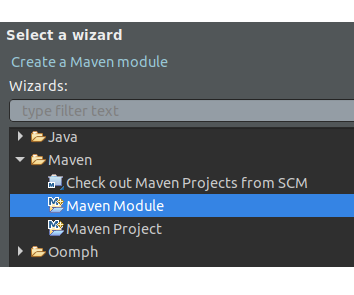 Select a wizard
Create a Maven module
Wizards:
type filter text
Java
Maven
Check out Maven Projects from SCM
Maven Module
Maven Project
Oomph